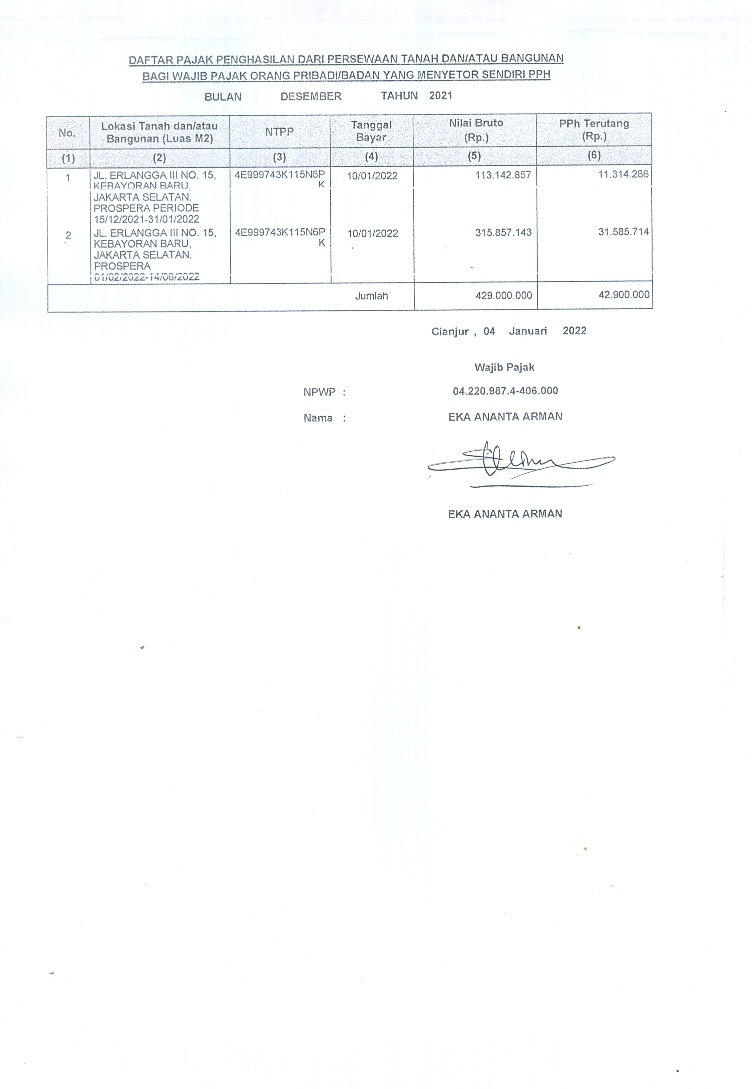 DAFTAR PAJAK PENGHASILAN DARI PERSEWAAN TANAH DAN/ATAU BANGUNAN
BAGI WAJIB PAJAK ORANG PRIBADI/BADAN YANG MENYETOR SENDIRI PPH
BULAN DESEMBER TAHUN 2021
No. Lokasi Tanah dan/atau Bangunan (Luas M2) NTPP Tanggal Bayar Nilai Bruto (Rp.) PPh Terutang (Rp.)
(1) (2) (3) (4) (5) (6)
1 JL. ERLANGGA III NO. 15, 4E999743K115N6P 10/01/2022 113.142.857 11.314.286
KEBAYORAN BARU, K
JAKARTA SELATAN.
PROSPERA PERIODE
15/12/2021-31/01/2022
2 JL. ERLANGGA III NO. 15, 4E999743K115N6P 10/01/2022 315.857.143 31.585.714
KEBAYORAN BARU, K
JAKARTA SELATAN.
PROSPERA
01/02/2022-14/06/2022
Jumlah 429.000.000 42.900.000
Cianjur , 04 Januari 2022
Wajib Pajak
NPWP : 04.220.987.4-406.000
Nama : EKA ANANTA ARMAN
EKA ANANTA ARMAN